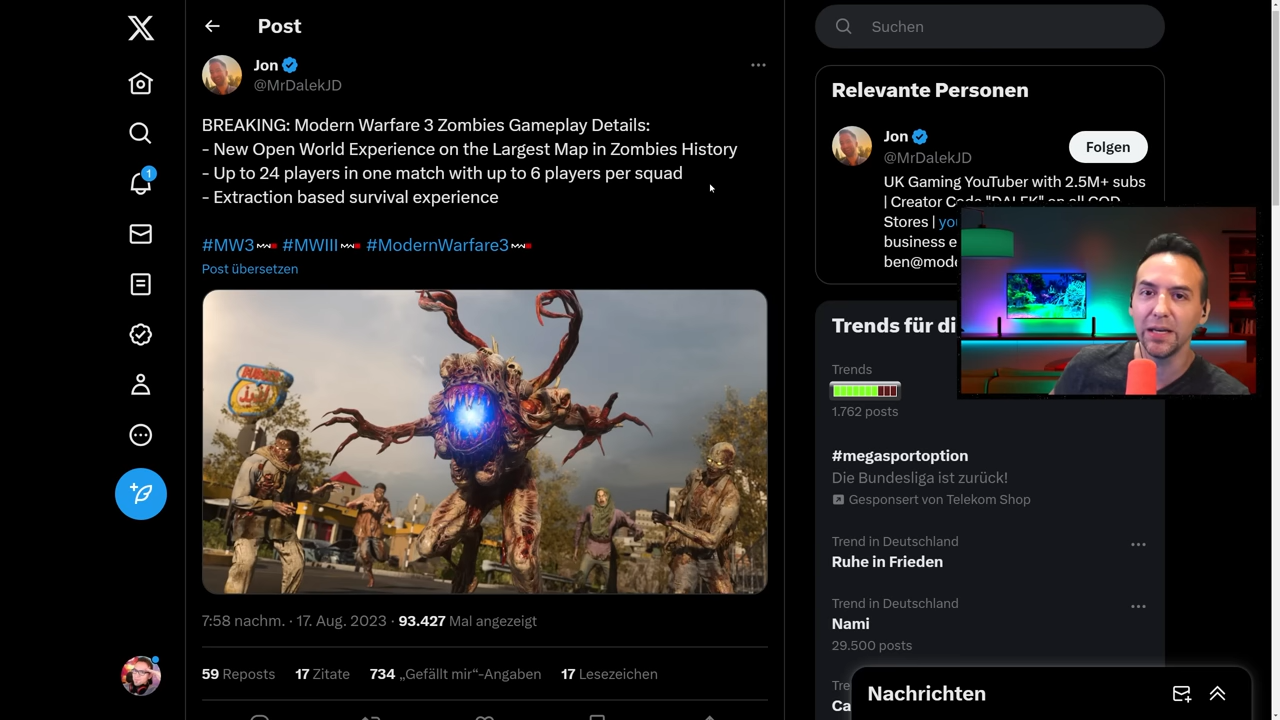 Post
Jon
@MrDalekJD
BREAKING: Modern Warfare 3 Zombies Gameplay Details:
- New Open World Experience on the Largest Map in Zombies History
- Up to 24 players in one match with up to 6 players per squad
- Extraction based survival experience
#MW3 #MWIII #ModernWarfare3
Post übersetzen
7:58 nachm. · 17. Aug. 2023 · 93.427 Mal angezeigt
59 Reposts 17 Zitate 734 „Gefällt mir“-Angaben 17 Lesezeichen
1
Suchen
Relevante Personen
Jon
@MrDalekJD
Folgen
UK Gaming YouTuber with 2.5M+ subs
| Creator Code "DALEK" on all COD
Stores |
business
Trends für
Trends
1.762 posts
#megasportoption
Die Bundesliga ist zurück!
Gesponsert von Telekom Shop
Trend in Deutschland
Ruhe in Frieden
Trend in Deutschland
Nami
29.500 posts
Nachrichten